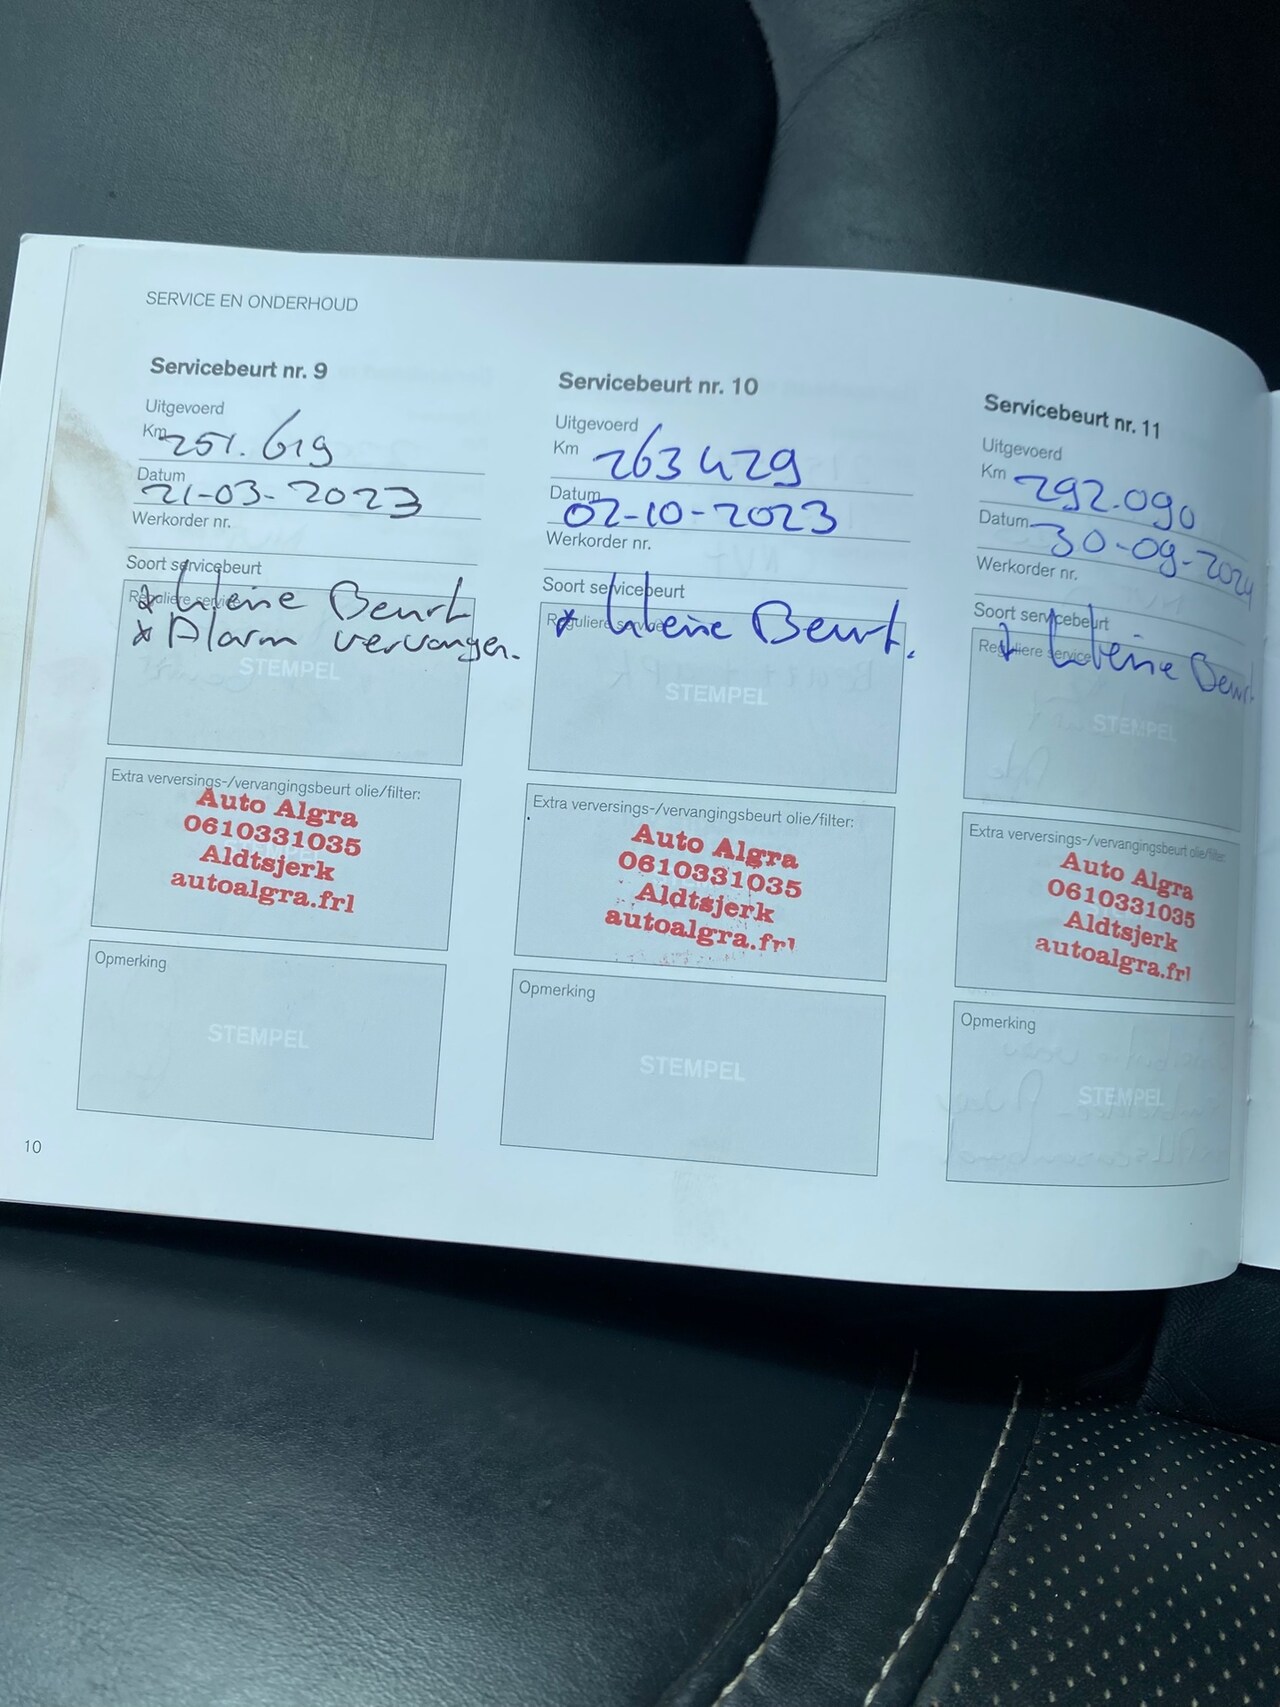 SERVICE EN ONDERHOUD
Servicebeurt nr. 9
Uitgevoerd
Km 251.619
Datum 21-03-2023
Werkorder nr.
Soort servicebeurt
Reguliere service
* Kleine Beurt
* Alarm vervangen.
STEMPEL
Extra verversings-/vervangingsbeurt olie/filter:
Auto Algra
0610331035
Aldtsjerk
autoalgra.frl
Opmerking
STEMPEL
10
Servicebeurt nr. 10
Uitgevoerd
Km 263429
Datum 02-10-2023
Werkorder nr.
Soort servicebeurt
Reguliere service
* Kleine Beurt.
STEMPEL
Extra verversings-/vervangingsbeurt olie/filter:
Auto Algra
0610331035
Aldtsjerk
autoalgra.frl
Opmerking
STEMPEL
Servicebeurt nr. 11
Uitgevoerd
Km 292.090
Datum 30-09-2024
Werkorder nr.
Soort servicebeurt
Reguliere service
* Kleine Beurt
STEMPEL
Extra verversings-/vervangingsbeurt olie/filter:
Auto Algra
0610331035
Aldtsjerk
autoalgra.frl
Opmerking
STEMPEL